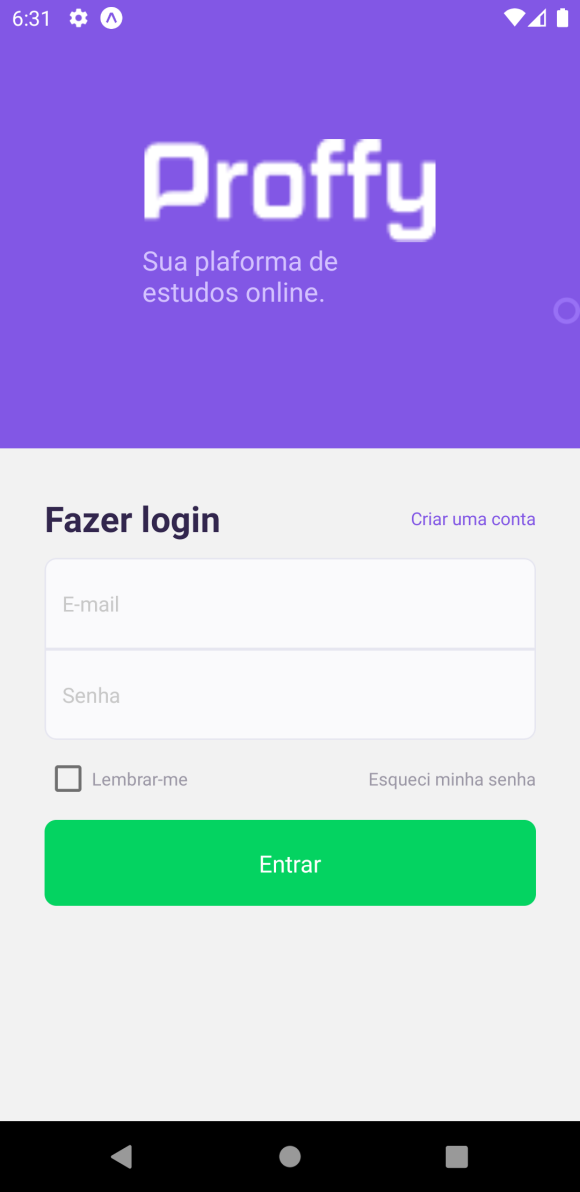 6:31
Proffy
Sua plaforma de
estudos online.
Fazer login
Criar uma conta
E-mail
Senha
Lembrar-me
Esqueci minha senha
Entrar